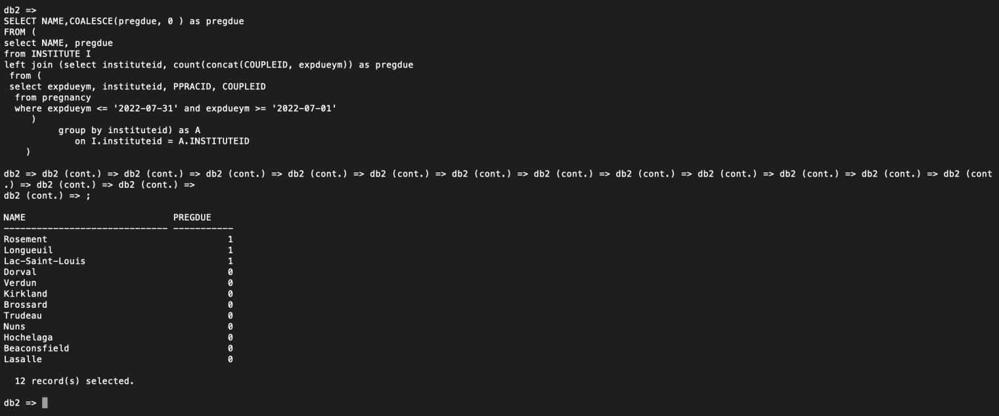 db2 =>
SELECT NAME,COALESCE(pregdue, 0 ) as pregdue
FROM (
select NAME, pregdue
from INSTITUTE I
left join (select instituteid, count(concat(COUPLEID, expdueym)) as pregdue
 from (
 select expdueym, instituteid, PPRACID, COUPLEID
  from pregnancy
  where expdueym <= '2022-07-31' and expdueym >= '2022-07-01'
     )
          group by instituteid) as A
             on I.instituteid = A.INSTITUTEID
    )
db2 => db2 (cont.) => db2 (cont.) => db2 (cont.) => db2 (cont.) => db2 (cont.) => db2 (cont.) => db2 (cont.) => db2 (cont.) => db2 (cont.) => db2 (cont.) => db2 (cont.) => db2 (cont
.) => db2 (cont.) => db2 (cont.) =>
db2 (cont.) => ;
NAME                           PREGDUE
------------------------------ -----------
Rosement                                 1
Longueuil                                1
Lac-Saint-Louis                          1
Dorval                                   0
Verdun                                   0
Kirkland                                 0
Brossard                                 0
Trudeau                                  0
Nuns                                     0
Hochelaga                                0
Beaconsfield                             0
Lasalle                                  0
  12 record(s) selected.
db2 =>